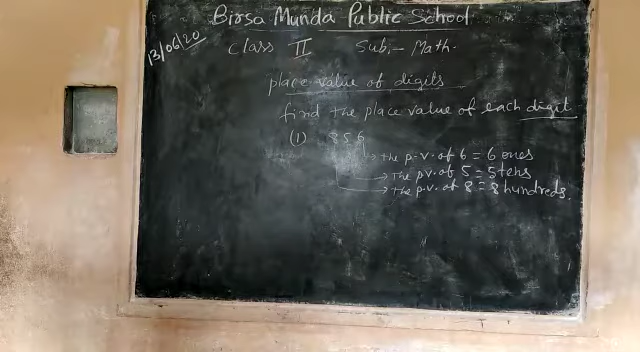 Birsa Munda Public School
13/06/20
Class II Sub:- Math.
place value of digits
find the place value of each digit
(1) 856
→ The p.v. of 6 = 6 ones
→ The p.v. of 5 = 5 tens
→ The p.v. of 8 = 8 hundreds.